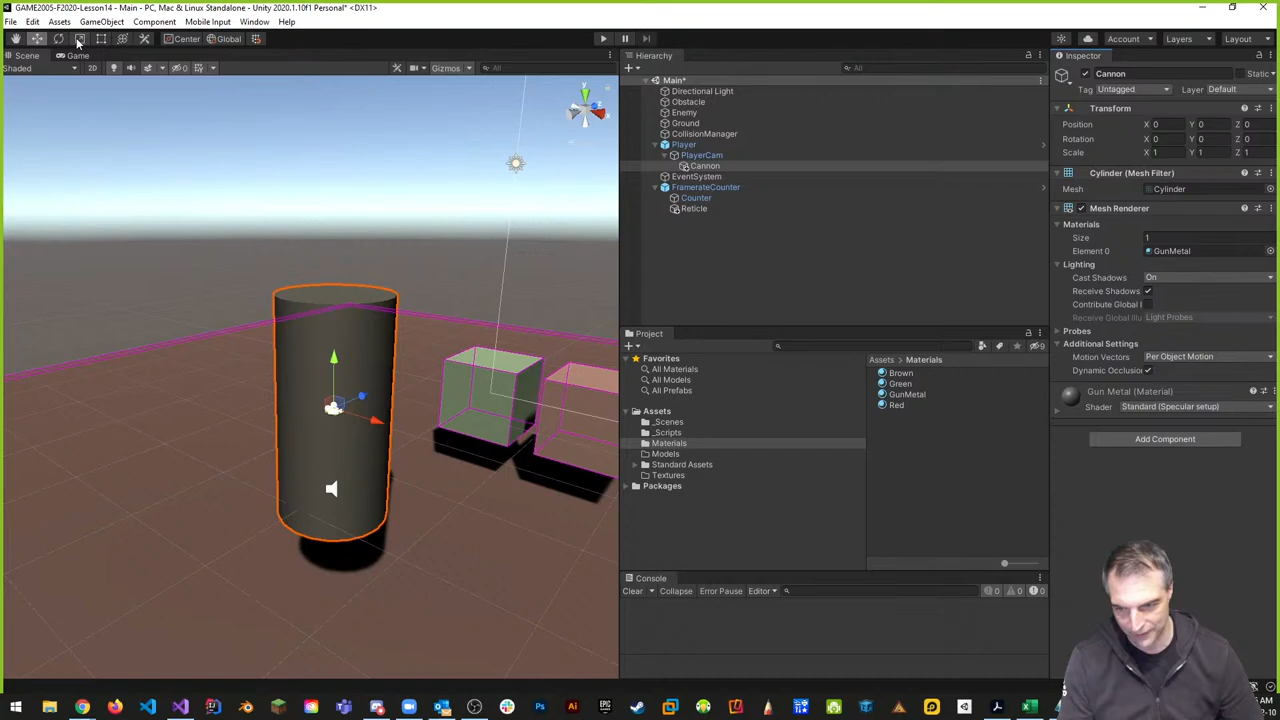 GAME2005-F2020-Lesson14 - Main - PC, Mac & Linux Standalone - Unity 2020.1.10f1 Personal* <DX11>
File Edit Assets GameObject Component Mobile Input Window Help
Center Global Account Layers Layout
Scene Game
Shaded 2D 0 Gizmos All
y
z
Hierarchy
All
Main*
Directional Light
Obstacle
Enemy
Ground
CollisionManager
Player
PlayerCam
Cannon
EventSystem
FramerateCounter
Counter
Reticle
Project
9
Favorites
All Materials
All Models
All Prefabs
Assets
_Scenes
_Scripts
Materials
Models
Standard Assets
Textures
Packages
Assets Materials
Brown
Green
GunMetal
Red
Console
Clear Collapse Error Pause Editor 0 0 0
Inspector
Cannon Static
Tag Untagged Layer Default
Transform
Position X 0 Y 0 Z 0
Rotation X 0 Y 0 Z 0
Scale X 1 Y 1 Z 1
Cylinder (Mesh Filter)
Mesh Cylinder
Mesh Renderer
Materials
Size 1
Element 0 GunMetal
Lighting
Cast Shadows On
Receive Shadows
Contribute Global I
Receive Global Illu Light Probes
Probes
Additional Settings
Motion Vectors Per Object Motion
Dynamic Occlusion
Gun Metal (Material)
Shader Standard (Specular setup)
Add Component